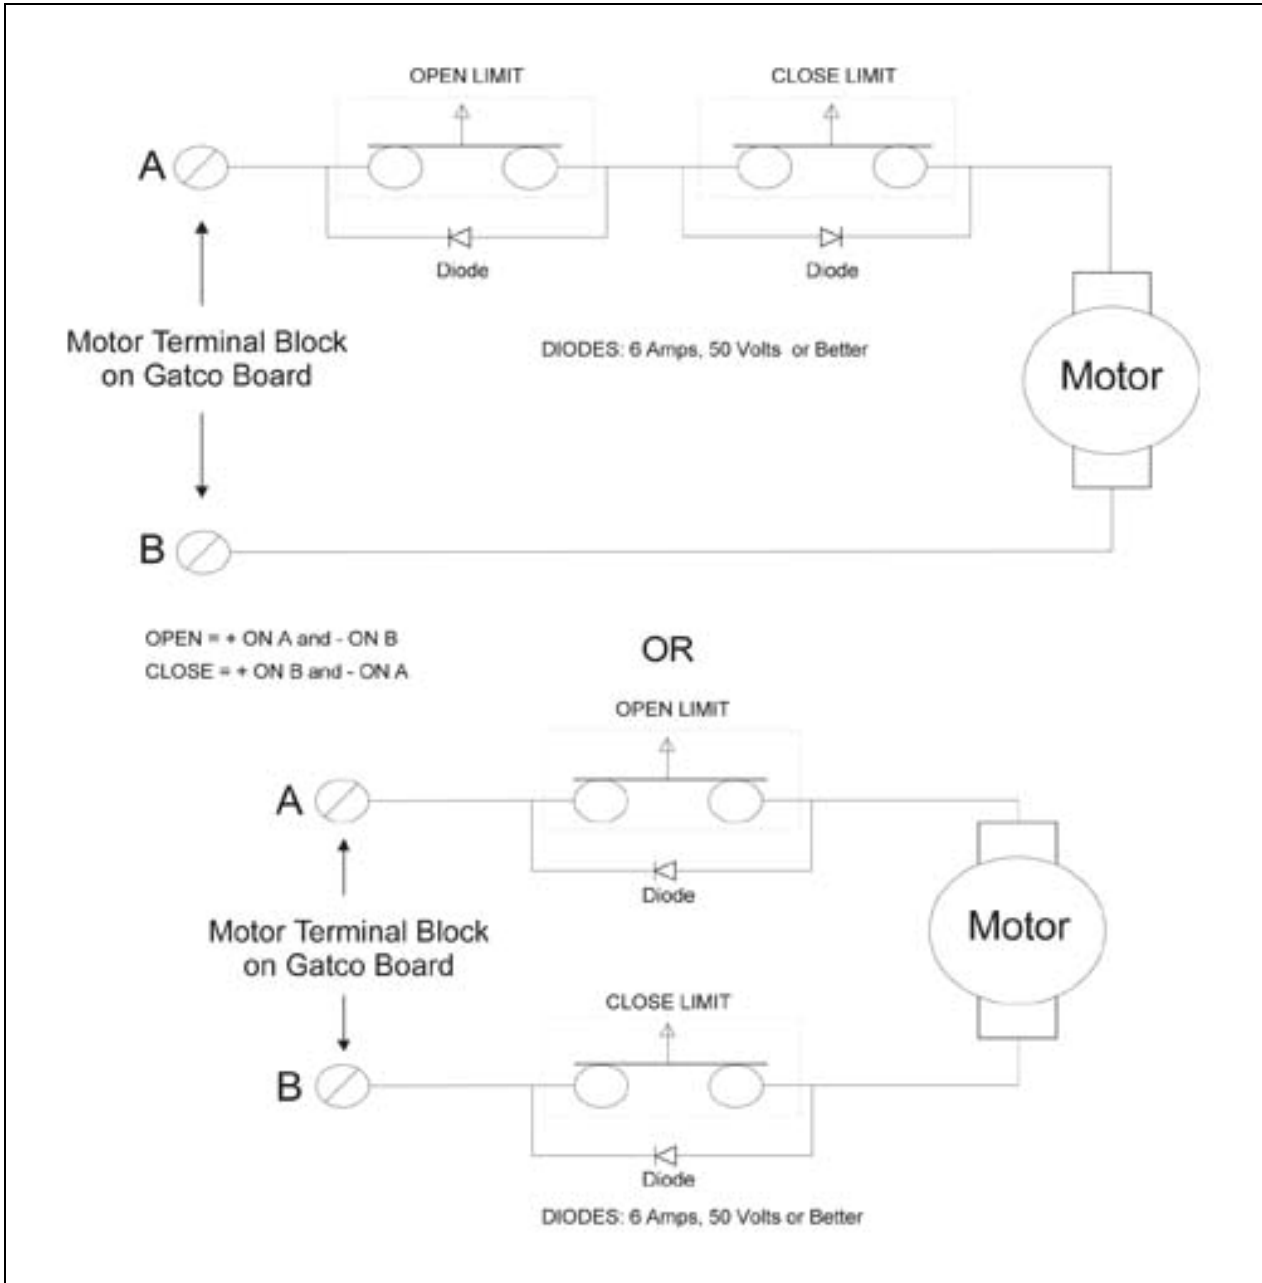 OPEN LIMIT
CLOSE LIMIT
A
Diode
Diode
Motor Terminal Block
on Gatco Board
DIODES: 6 Amps, 50 Volts or Better
Motor
B
OPEN = + ON A and - ON B
CLOSE = + ON B and - ON A
OR
OPEN LIMIT
A
Diode
Motor Terminal Block
on Gatco Board
Motor
CLOSE LIMIT
B
Diode
DIODES: 6 Amps, 50 Volts or Better